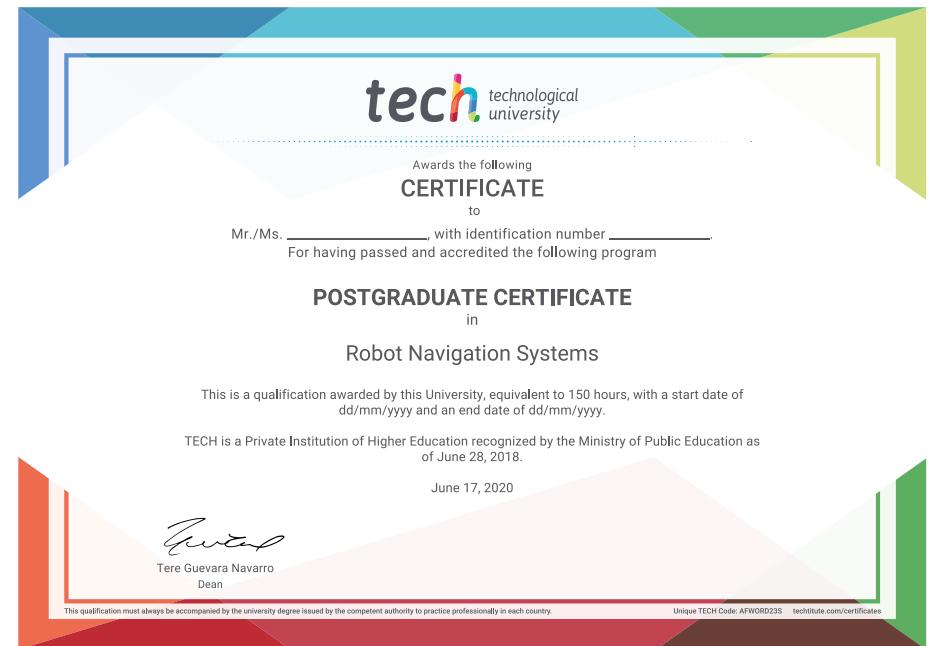 tech technological
university
Awards the following
CERTIFICATE
to
Mr./Ms. ____________________, with identification number ______________.
For having passed and accredited the following program
POSTGRADUATE CERTIFICATE
in
Robot Navigation Systems
This is a qualification awarded by this University, equivalent to 150 hours, with a start date of
dd/mm/yyyy and an end date of dd/mm/yyyy.
TECH is a Private Institution of Higher Education recognized by the Ministry of Public Education as
of June 28, 2018.
June 17, 2020
Tere Guevara Navarro
Dean
This qualification must always be accompanied by the university degree issued by the competent authority to practice professionally in each country.
Unique TECH Code: AFWORD23S techtitute.com/certificates